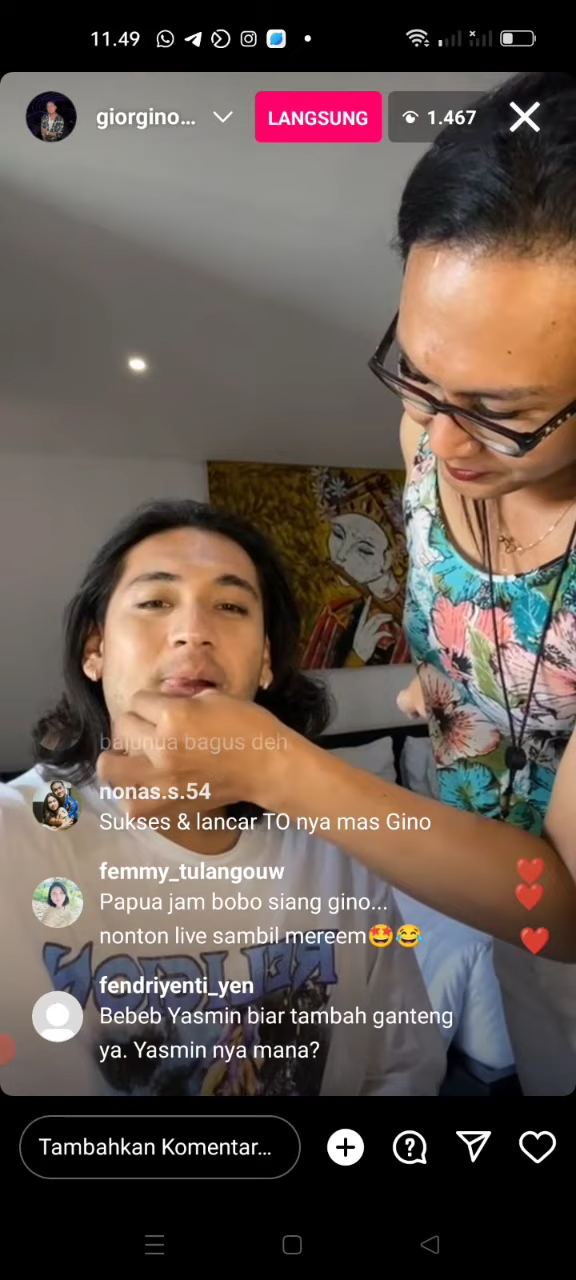 11.49
giorgino...
LANGSUNG
1.467
bajunua bagus deh
nonas.s.54
Sukses & lancar TO nya mas Gino
femmy_tulangouw
Papua jam bobo siang gino...
nonton live sambil mereem🤩😂
fendriyenti_yen
Bebeb Yasmin biar tambah ganteng
ya. Yasmin nya mana?
Tambahkan Komentar...